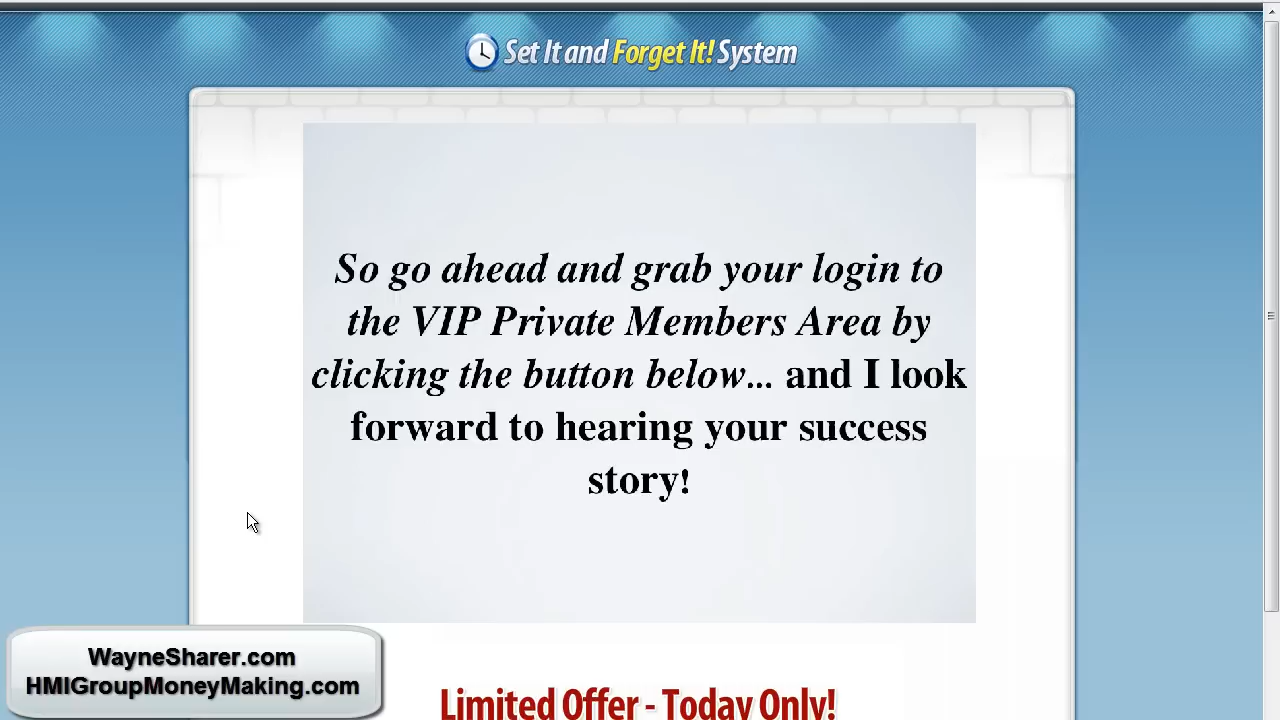 Set It and Forget It! System
So go ahead and grab your login to
the VIP Private Members Area by
clicking the button below... and I look
forward to hearing your success
story!
WayneSharer.com
HMIGroupMoneyMaking.com
Limited Offer - Today Only!